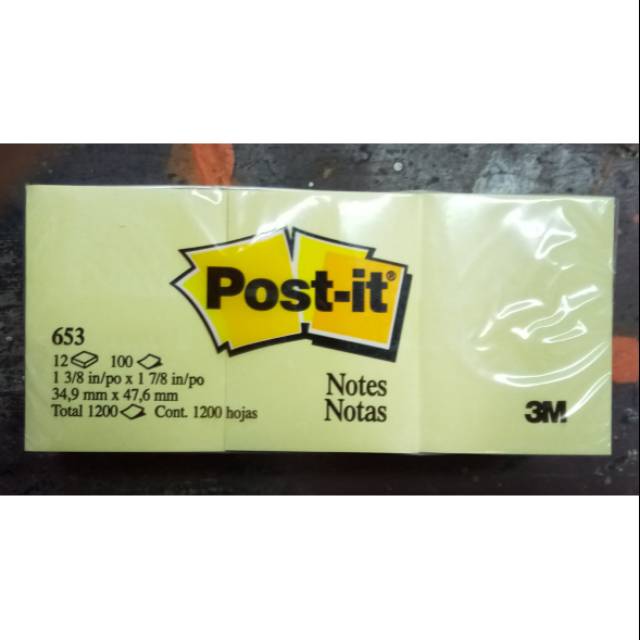 Post-it®
653
12 100
1 3/8 in/po x 1 7/8 in/po
34,9 mm x 47,6 mm
Total 1200 Cont. 1200 hojas
Notes
Notas
3M